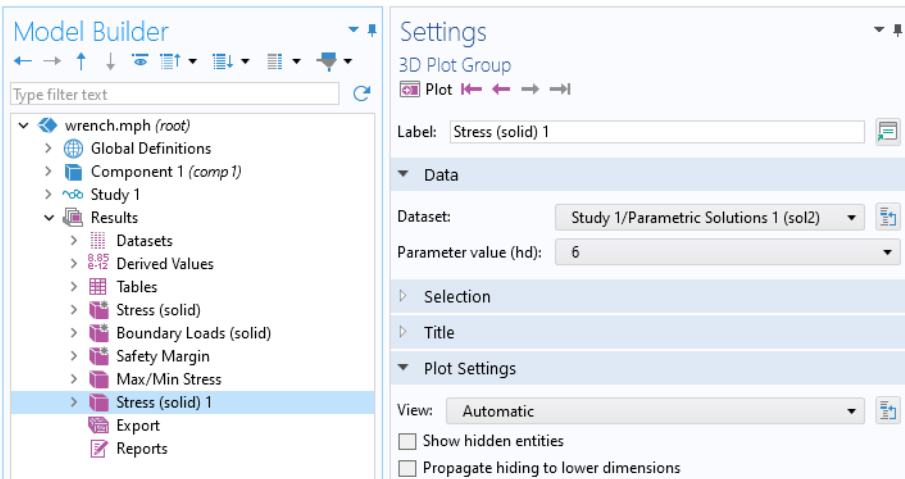 Model Builder
Type filter text
wrench.mph (root)
Global Definitions
Component 1 (comp1)
Study 1
Results
Datasets
8.85
e-12
Derived Values
Tables
Stress (solid)
Boundary Loads (solid)
Safety Margin
Max/Min Stress
Stress (solid) 1
Export
Reports
Settings
3D Plot Group
Plot
Label: Stress (solid) 1
Data
Dataset: Study 1/Parametric Solutions 1 (sol2)
Parameter value (hd): 6
Selection
Title
Plot Settings
View: Automatic
Show hidden entities
Propagate hiding to lower dimensions